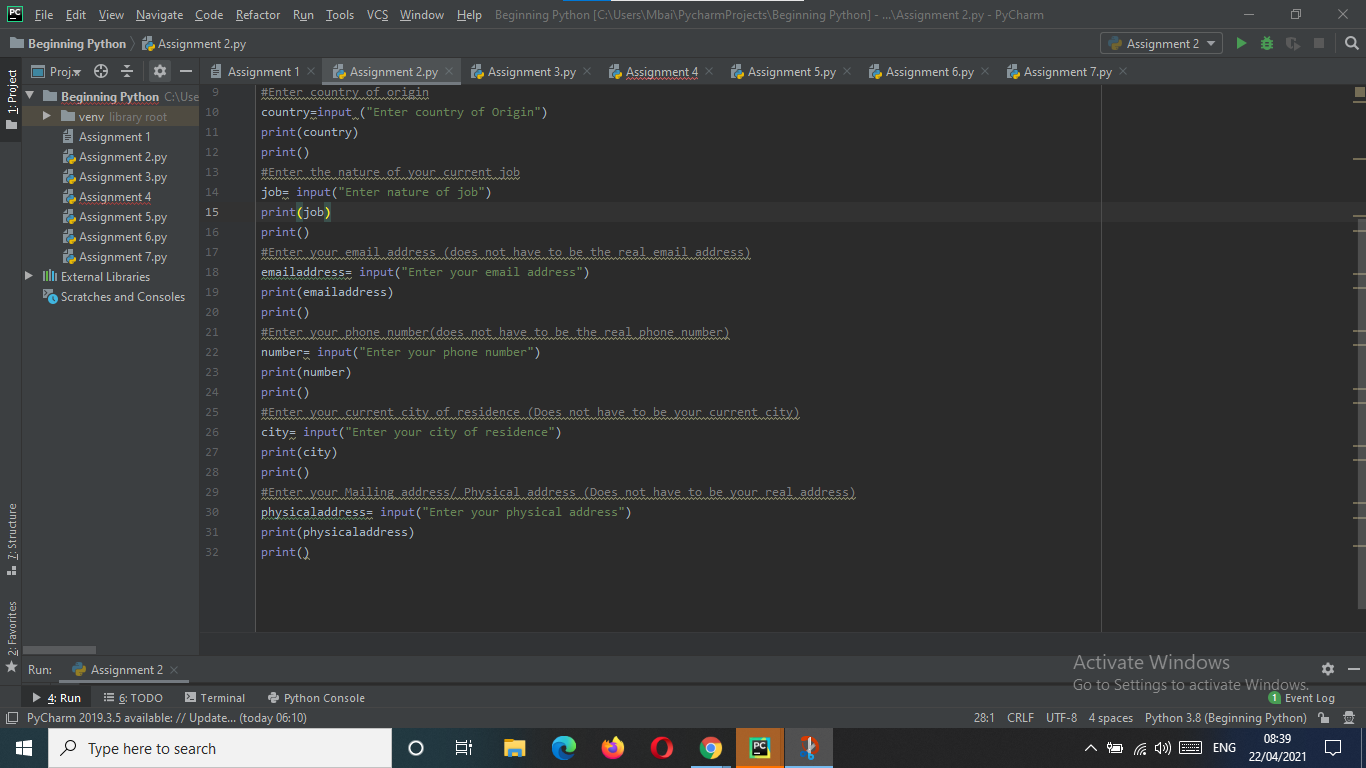 File Edit View Navigate Code Refactor Run Tools VCS Window Help Beginning Python [C:\Users\Mbai\PycharmProjects\Beginning Python] - ...\Assignment 2.py - PyCharm
Beginning Python Assignment 2.py Assignment 2
Proj... Assignment 1 Assignment 2.py Assignment 3.py Assignment 4 Assignment 5.py Assignment 6.py Assignment 7.py
1: Project
Beginning Python C:\Use
venv library root
Assignment 1
Assignment 2.py
Assignment 3.py
Assignment 4
Assignment 5.py
Assignment 6.py
Assignment 7.py
External Libraries
Scratches and Consoles
7: Structure
2: Favorites
9 #Enter country of origin
10 country=input ("Enter country of Origin")
11 print(country)
12 print()
13 #Enter the nature of your current job
14 job= input("Enter nature of job")
15 print(job)
16 print()
17 #Enter your email address (does not have to be the real email address)
18 emailaddress= input("Enter your email address")
19 print(emailaddress)
20 print()
21 #Enter your phone number(does not have to be the real phone number)
22 number= input("Enter your phone number")
23 print(number)
24 print()
25 #Enter your current city of residence (Does not have to be your current city)
26 city= input("Enter your city of residence")
27 print(city)
28 print()
29 #Enter your Mailing address/ Physical address (Does not have to be your real address)
30 physicaladdress= input("Enter your physical address")
31 print(physicaladdress)
32 print()
Activate Windows
Go to Settings to activate Windows.
Run: Assignment 2
4: Run 6: TODO Terminal Python Console 1 Event Log
PyCharm 2019.3.5 available: // Update... (today 06:10) 28:1 CRLF UTF-8 4 spaces Python 3.8 (Beginning Python)
Type here to search PC ENG 08:39
22/04/2021